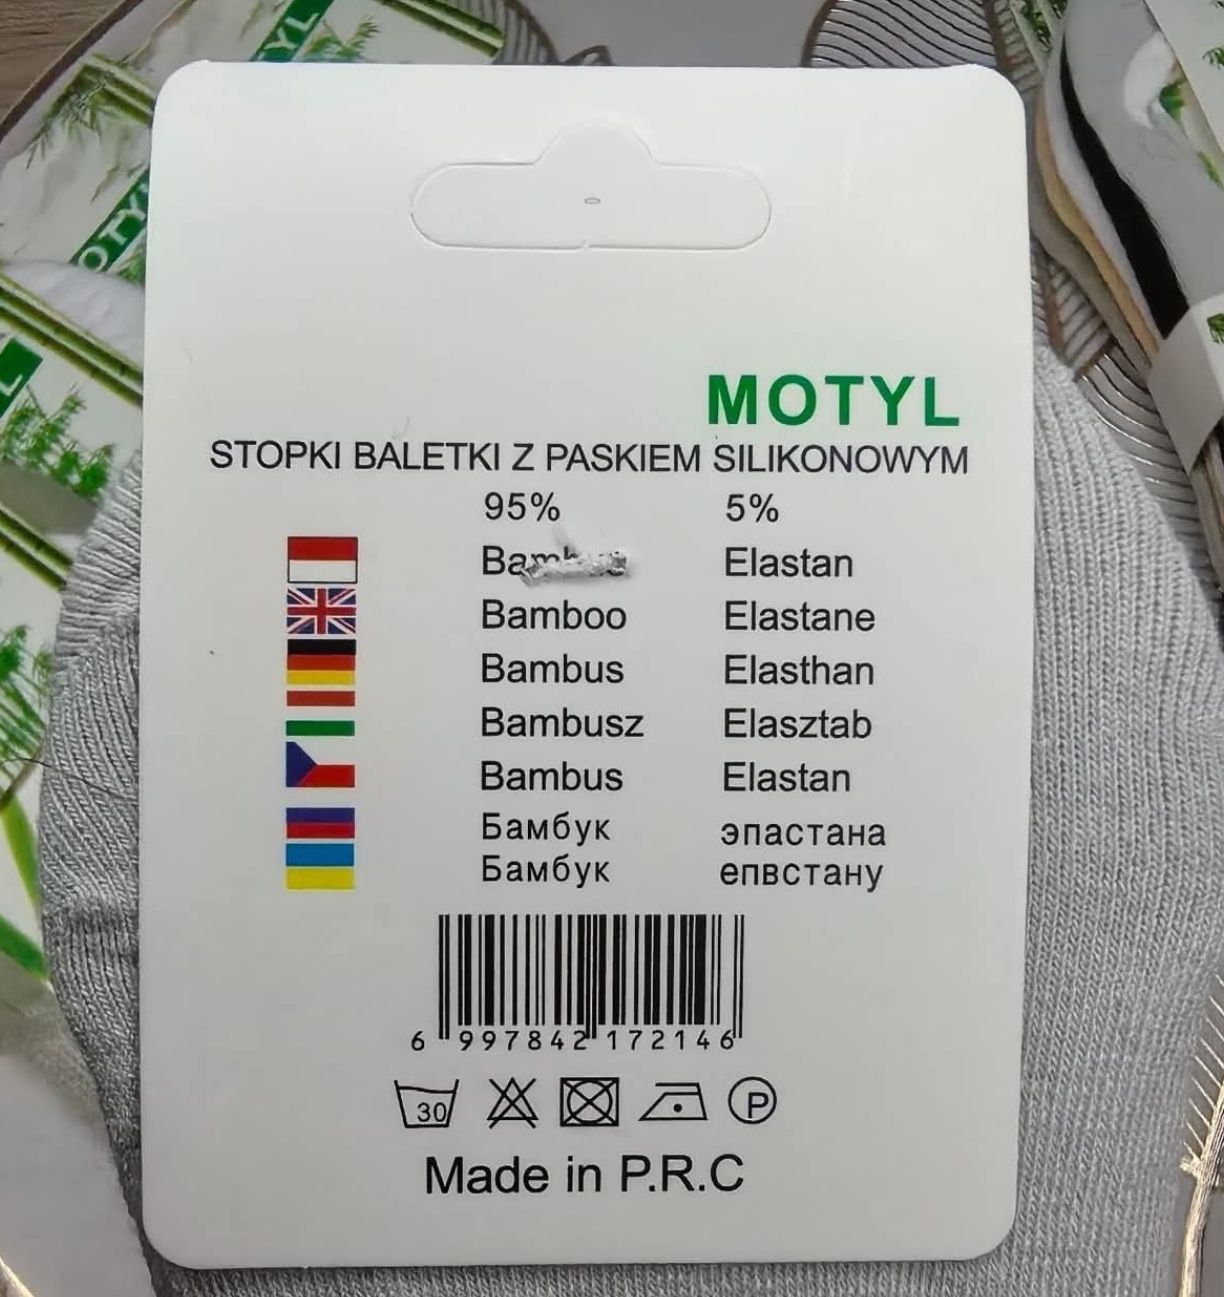 MOTYL
STOPKI BALETKI Z PASKIEM SILIKONOWYM
95% 5%
Elastan
Bamboo Elastane
Bambus Elasthan
Bambusz Elasztab
Bambus Elastan
Бамбук эпастана
Бамбук епвстану
6 997842 172146
30 P
Made in P.R.C